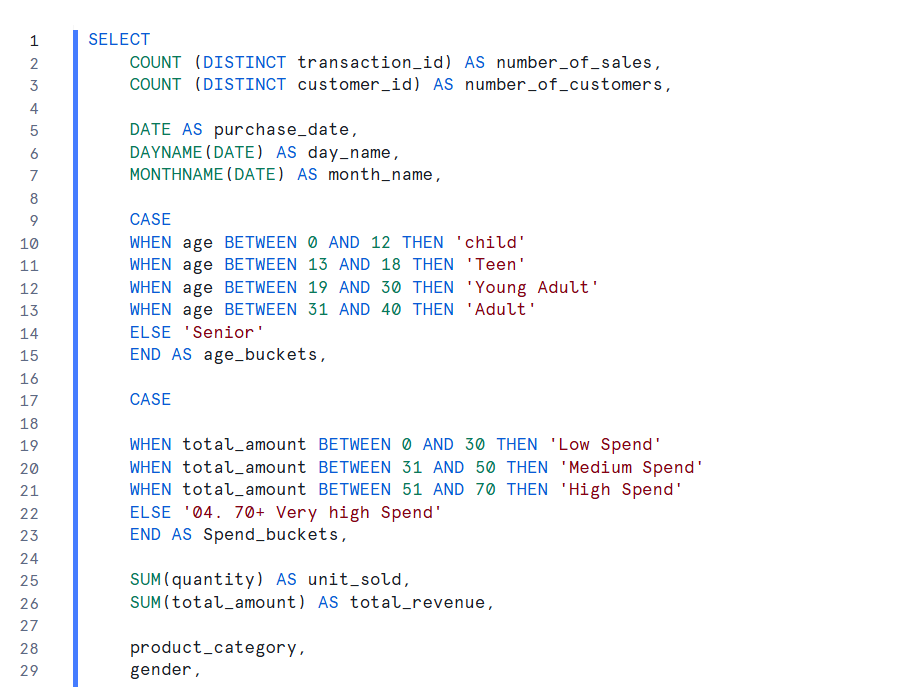 1 SELECT
2 COUNT (DISTINCT transaction_id) AS number_of_sales,
3 COUNT (DISTINCT customer_id) AS number_of_customers,
4
5 DATE AS purchase_date,
6 DAYNAME(DATE) AS day_name,
7 MONTHNAME(DATE) AS month_name,
8
9 CASE
10 WHEN age BETWEEN 0 AND 12 THEN 'child'
11 WHEN age BETWEEN 13 AND 18 THEN 'Teen'
12 WHEN age BETWEEN 19 AND 30 THEN 'Young Adult'
13 WHEN age BETWEEN 31 AND 40 THEN 'Adult'
14 ELSE 'Senior'
15 END AS age_buckets,
16
17 CASE
18
19 WHEN total_amount BETWEEN 0 AND 30 THEN 'Low Spend'
20 WHEN total_amount BETWEEN 31 AND 50 THEN 'Medium Spend'
21 WHEN total_amount BETWEEN 51 AND 70 THEN 'High Spend'
22 ELSE '04. 70+ Very high Spend'
23 END AS Spend_buckets,
24
25 SUM(quantity) AS unit_sold,
26 SUM(total_amount) AS total_revenue,
27
28 product_category,
29 gender,